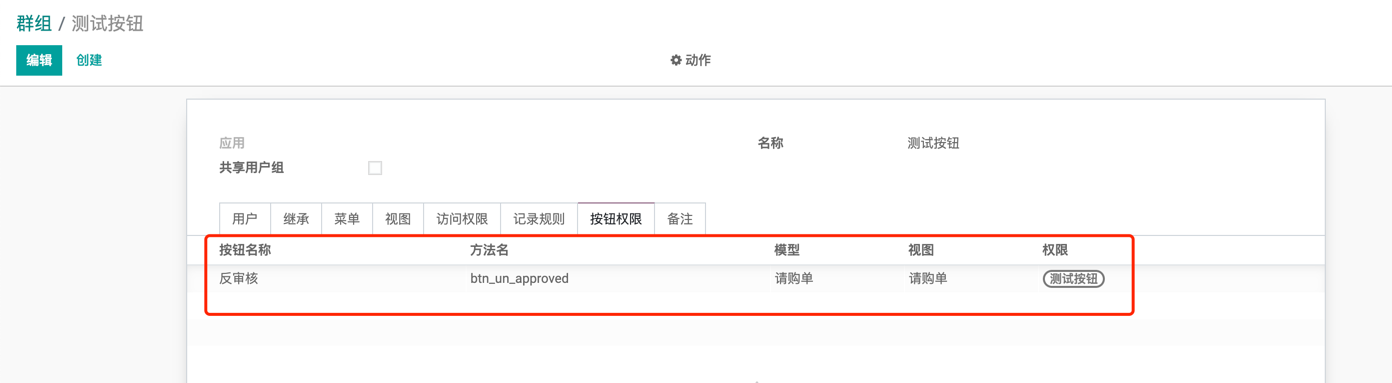 群组 / 测试按钮
编辑 创建 动作
应用 名称 测试按钮
共享用户组
用户 继承 菜单 视图 访问权限 记录规则 按钮权限 备注
按钮名称 方法名 模型 视图 权限
反审核 btn_un_approved 请购单 请购单 测试按钮